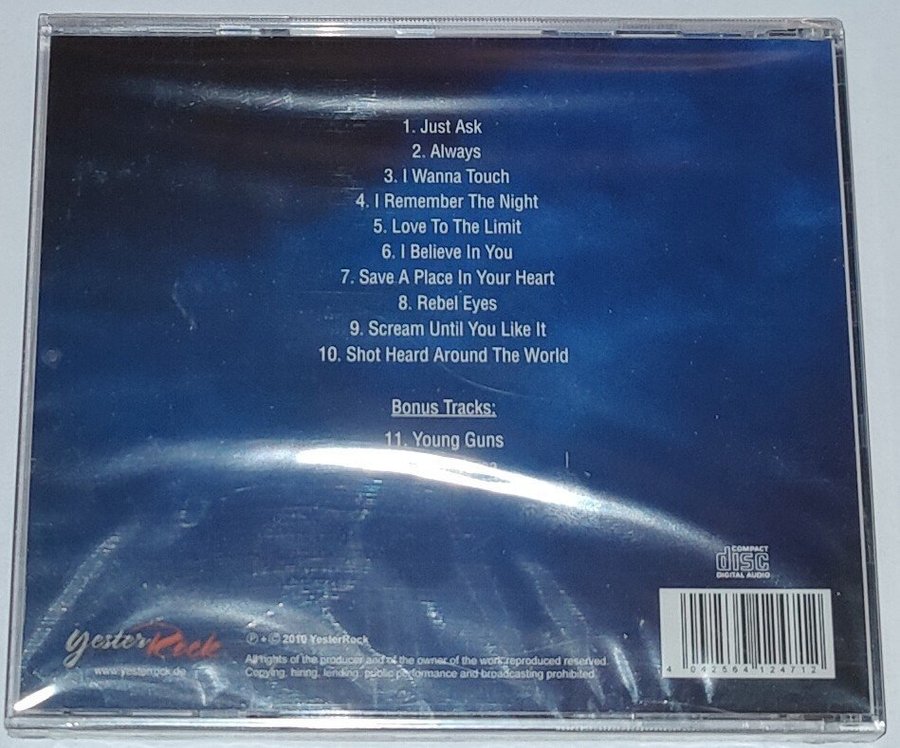 1. Just Ask
2. Always
3. I Wanna Touch
4. I Remember The Night
5. Love To The Limit
6. I Believe In You
7. Save A Place In Your Heart
8. Rebel Eyes
9. Scream Until You Like It
10. Shot Heard Around The World
Bonus Tracks:
11. Young Guns
COMPACT
disc
DIGITAL AUDIO
YesterRock
www.yesterrock.de
℗ + © 2010 YesterRock
All rights of the producer and of the owner of the work reproduced reserved.
Copying, hiring, lending, public performance and broadcasting prohibited.
4 042564 124712